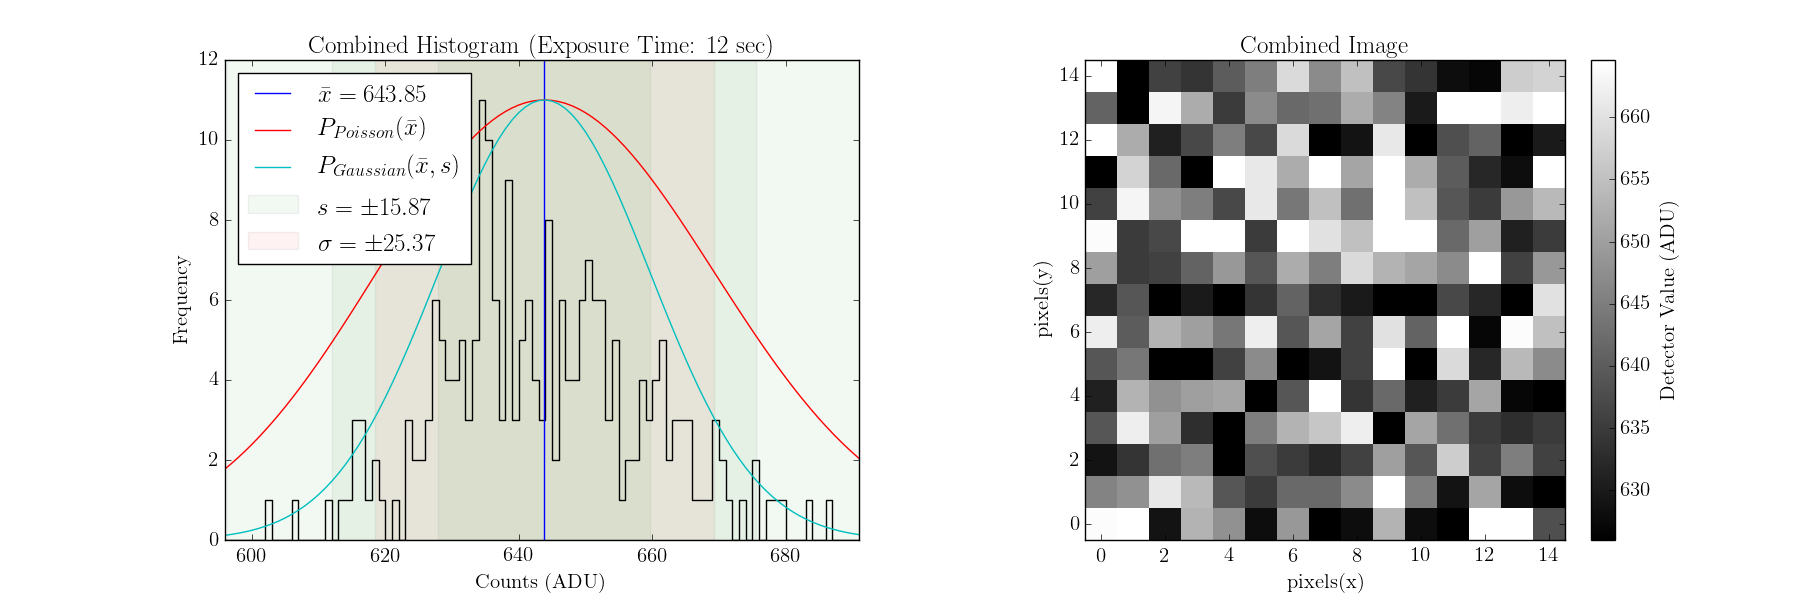 Combined Histogram (Exposure Time: 12 sec)
x̄ = 643.85
P_Poisson(x̄)
P_Gaussian(x̄, s)
s = ±15.87
σ = ±25.37
12
10
8
6
4
2
0
Frequency
600 620 640 660 680
Counts (ADU)
Combined Image
14
12
10
8
6
4
2
0
pixels(y)
0 2 4 6 8 10 12 14
pixels(x)
660
655
650
645
640
635
630
Detector Value (ADU)